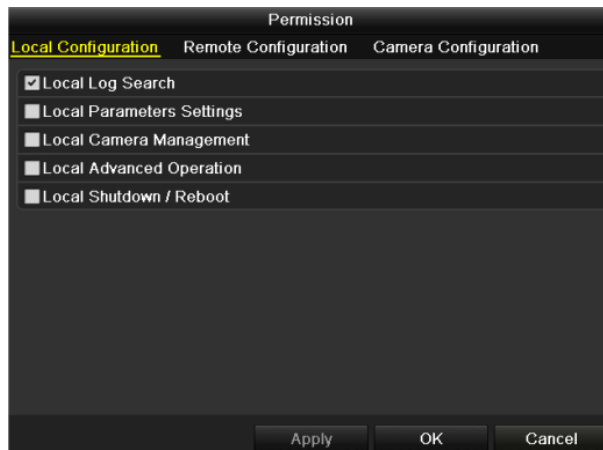 Permission
Local Configuration Remote Configuration Camera Configuration
Local Log Search
Local Parameters Settings
Local Camera Management
Local Advanced Operation
Local Shutdown / Reboot
Apply OK Cancel